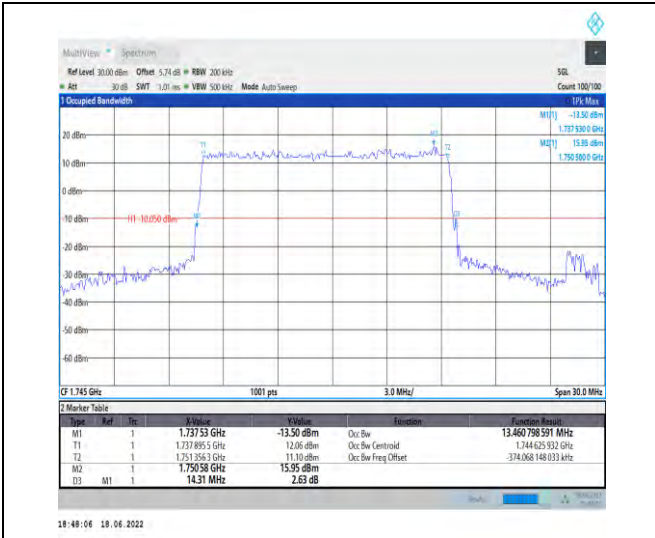 MultiView Spectrum
Ref Level 30.00 dBm Offset 5.74 dB RBW 200 kHz SGL
Att 30 dB SWT 1.01 ms VBW 500 kHz Mode Auto Sweep Count 100/100
1 Occupied Bandwidth 1Pk Max
M1[1] -13.50 dBm
1.737 530 0 GHz
M2[1] 15.95 dBm
1.750 580 0 GHz
20 dBm
T1
M2
T2
10 dBm
0 dBm
-10 dBm
H1 -10.050 dBm
M1
D3
-20 dBm
-30 dBm
-40 dBm
-50 dBm
-60 dBm
CF 1.745 GHz 1001 pts 3.0 MHz/ Span 30.0 MHz
2 Marker Table
Type Ref Trc X-Value Y-Value Function Function Result
M1 1 1.73753 GHz -13.50 dBm Occ Bw 13.460 798 591 MHz
T1 1 1.737 895 5 GHz 12.06 dBm Occ Bw Centroid 1.744 625 932 GHz
T2 1 1.751 356 3 GHz 11.10 dBm Occ Bw Freq Offset -374.068 148 033 kHz
M2 1 1.75058 GHz 15.95 dBm
D3 M1 1 14.31 MHz 2.63 dB
18:48:06 18.06.2022